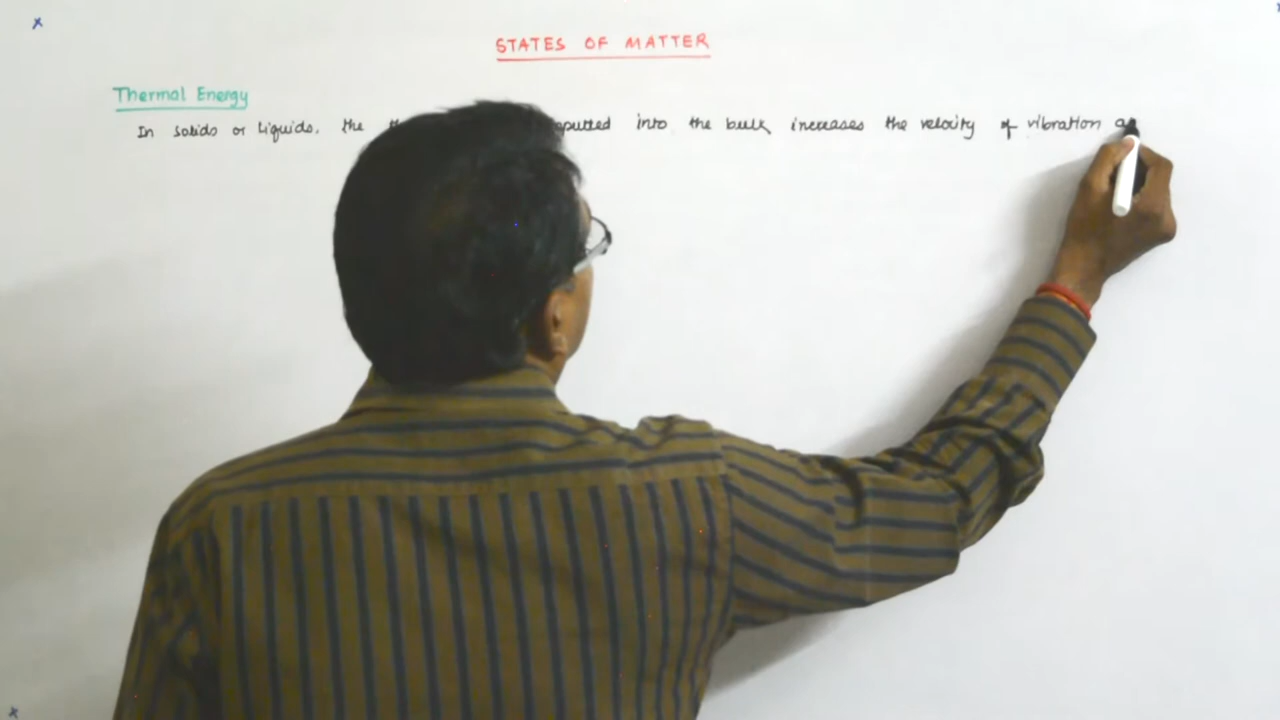 STATES OF MATTER
Thermal Energy
In solids or Liquids, the inputted into the bulk increases the velocity of vibration